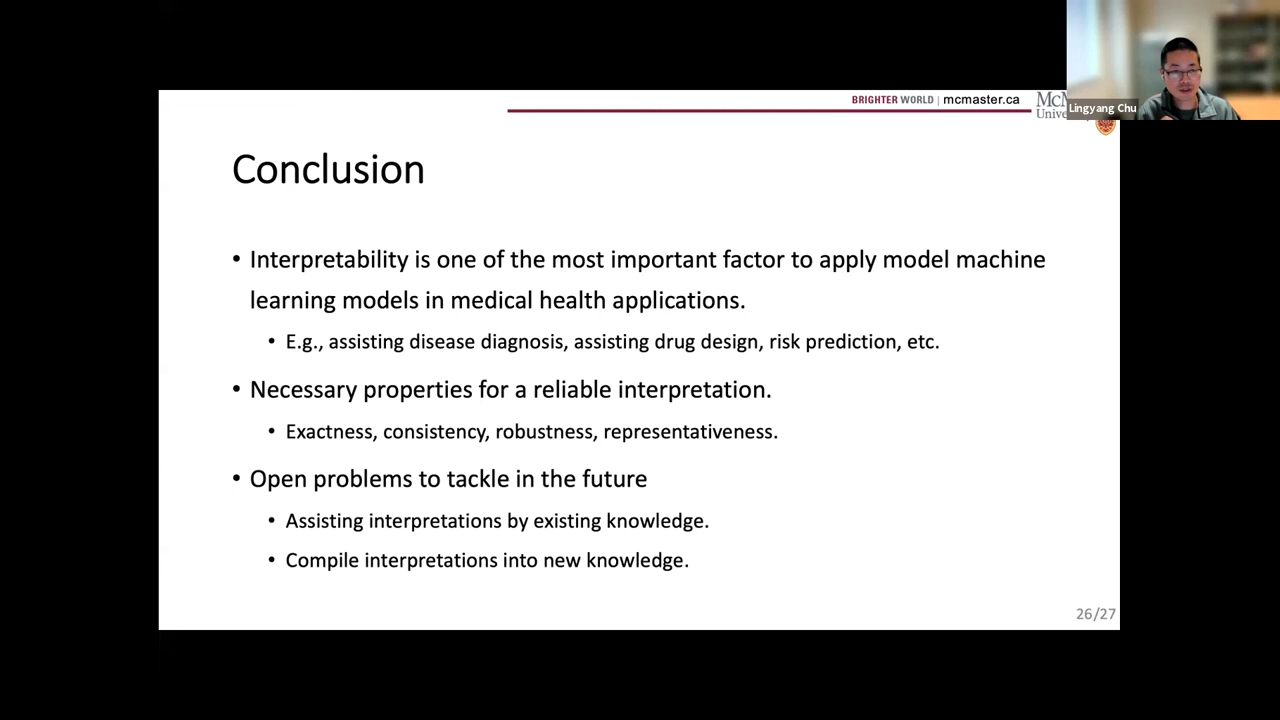 BRIGHTER WORLD | mcmaster.ca
Lingyang Chu
Conclusion
• Interpretability is one of the most important factor to apply model machine
learning models in medical health applications.
• E.g., assisting disease diagnosis, assisting drug design, risk prediction, etc.
• Necessary properties for a reliable interpretation.
• Exactness, consistency, robustness, representativeness.
• Open problems to tackle in the future
• Assisting interpretations by existing knowledge.
• Compile interpretations into new knowledge.
26/27